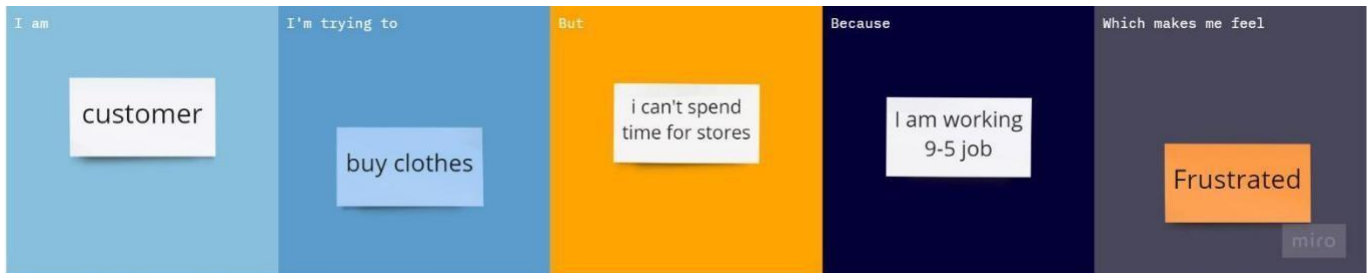 I am
customer
I'm trying to
buy clothes
But
i can't spend
time for stores
Because
I am working
9-5 job
Which makes me feel
Frustrated
miro